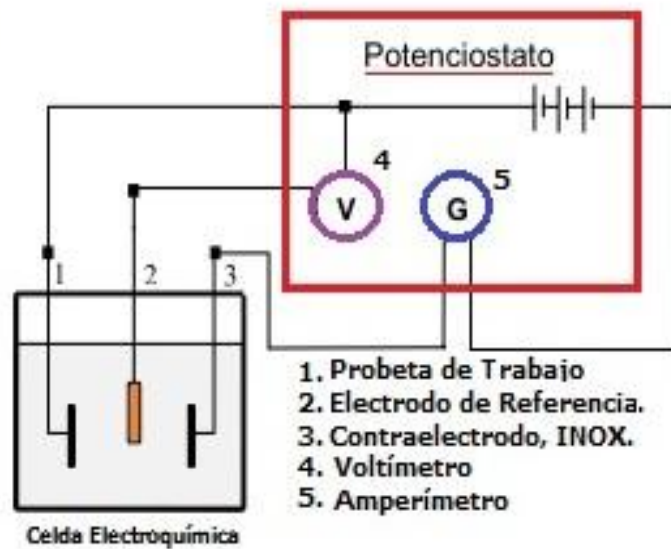 Potenciostato
4
5
V
G
1
2
3
1. Probeta de Trabajo
2. Electrodo de Referencia.
3. Contraelectrodo, INOX.
4. Voltímetro
5. Amperímetro
Celda Electroquímica